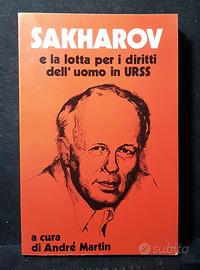 SAKHAROV
e la lotta per i diritti
dell' uomo in URSS
a cura
di André Martin
subito